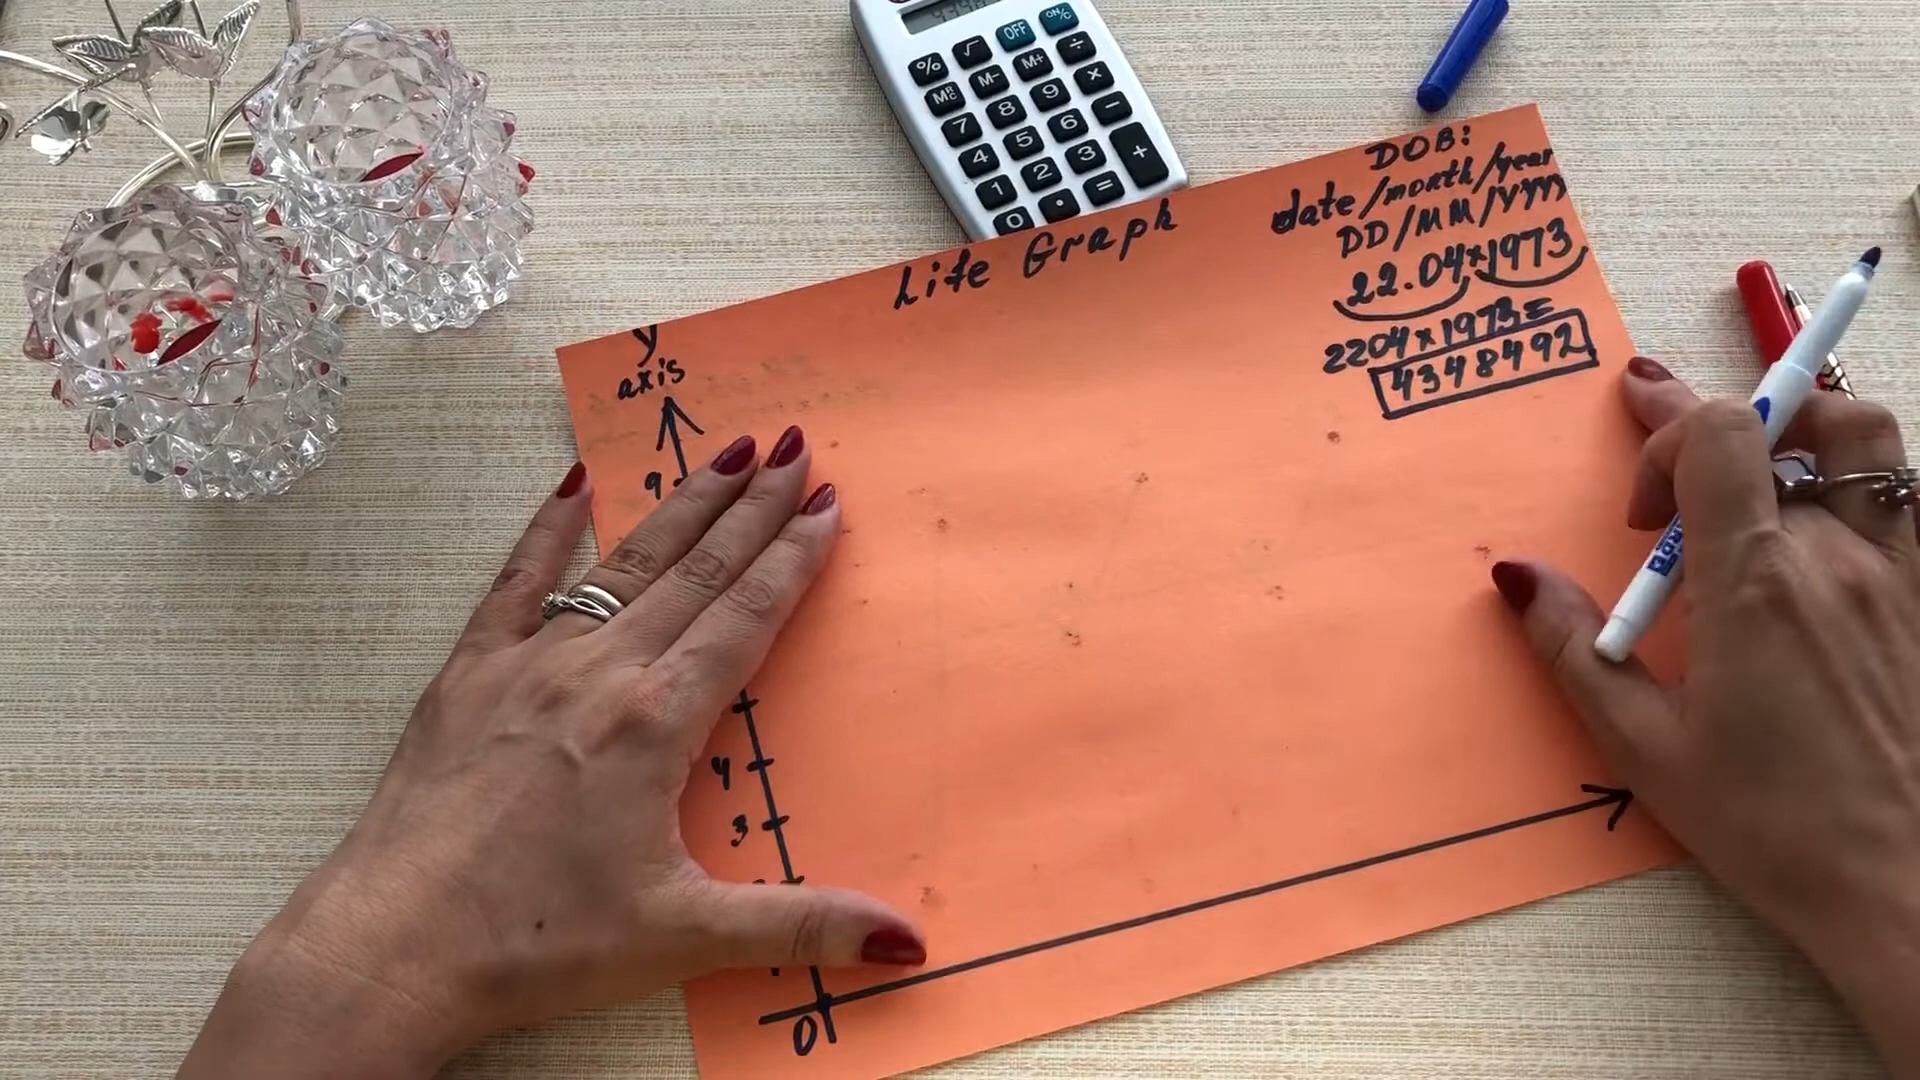 OFF
ON/C
%
√
M-
M+
÷
7
8
9
×
4
5
6
−
1
2
3
+
0
.
=
Life Graph
DOB:
date/month/year
DD/MM/YYYY
22.04×1973
2204×1973=
4348492
y
axis
9
4
3
0